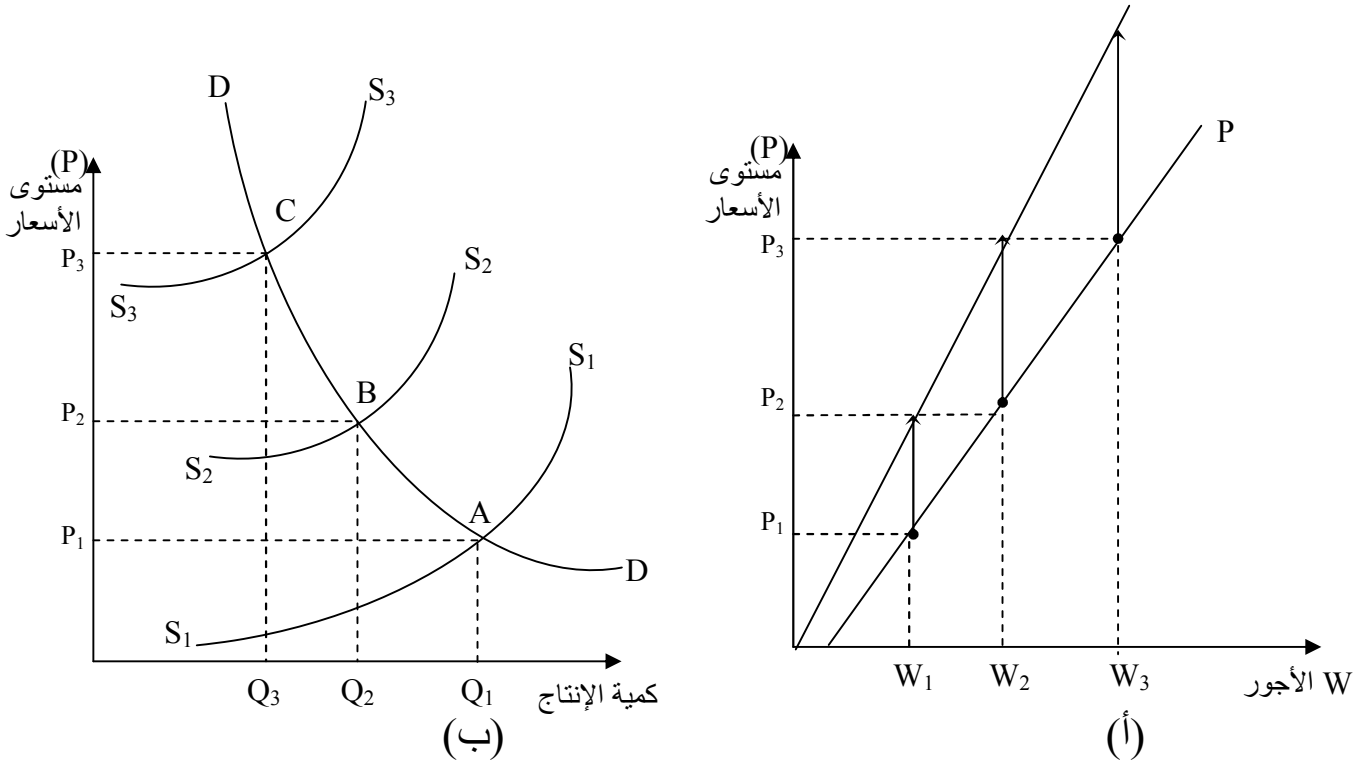 (P)
مستوى
الأسعار
P
P₃
P₂
P₁
W₁
W₂
W₃
الأجور W
(أ)
(P)
مستوى
الأسعار
D
S₃
C
P₃
S₃
S₂
B
P₂
S₂
S₁
A
P₁
D
S₁
Q₃
Q₂
Q₁
كمية الإنتاج
(ب)